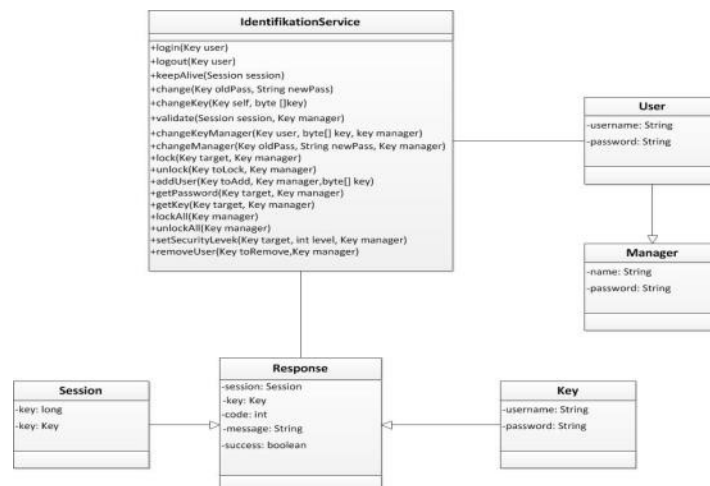 IdentifikationService
+login(Key user)
+logout(Key user)
+keepAlive(Session session)
+change(Key oldPass, String newPass)
+changeKey(Key self, byte []key)
+validate(Session session, Key manager)
+changeKeyManager(Key user, byte[] key, key manager)
+changeManager(Key oldPass, String newPass, Key manager)
+lock(Key target, Key manager)
+unlock(Key toLock, Key manager)
+addUser(Key toAdd, Key manager,byte[] key)
+getPassword(Key target, Key manager)
+getKey(Key target, Key manager)
+lockAll(Key manager)
+unlockAll(Key manager)
+setSecurityLevek(Key target, int level, Key manager)
+removeUser(Key toRemove,Key manager)
User
-username: String
-password: String
Manager
-name: String
-password: String
Response
-session: Session
-key: Key
-code: int
-message: String
-success: boolean
Session
-key: long
-key: Key
Key
-username: String
-password: String